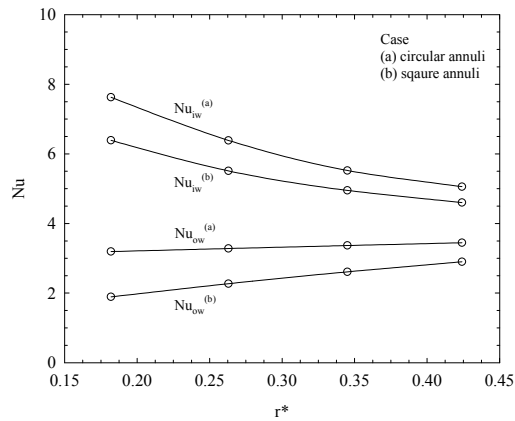 10
8
6
4
2
0
Nu
Case
(a) circular annuli
(b) sqaure annuli
Nu_iw^(a)
Nu_iw^(b)
Nu_ow^(a)
Nu_ow^(b)
0.15 0.20 0.25 0.30 0.35 0.40 0.45
r*